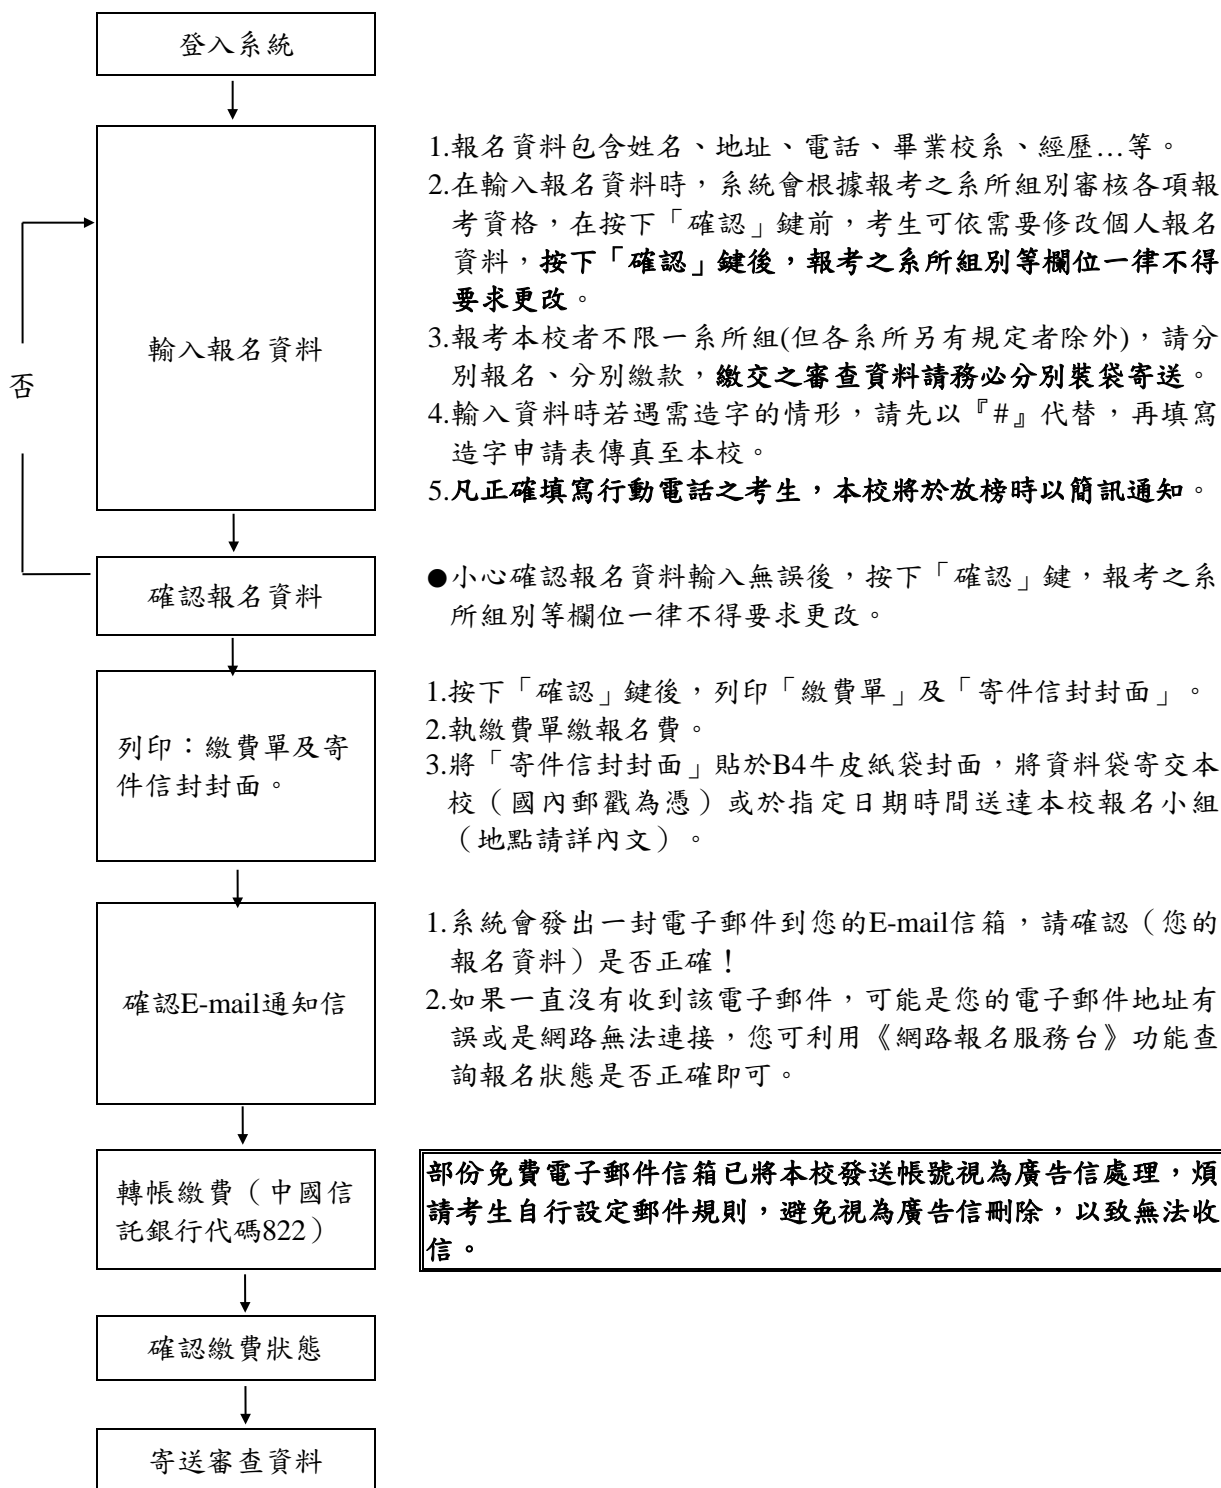 登入系統
1.報名資料包含姓名、地址、電話、畢業校系、經歷…等。
2.在輸入報名資料時，系統會根據報考之系所組別審核各項報
考資格，在按下「確認」鍵前，考生可依需要修改個人報名
資料，按下「確認」鍵後，報考之系所組別等欄位一律不得
要求更改。
3.報考本校者不限一系所組(但各系所另有規定者除外)，請分
別報名、分別繳款，繳交之審查資料請務必分別裝袋寄送。
4.輸入資料時若遇需造字的情形，請先以『#』代替，再填寫
造字申請表傳真至本校。
5.凡正確填寫行動電話之考生，本校將於放榜時以簡訊通知。
輸入報名資料
否
確認報名資料
●小心確認報名資料輸入無誤後，按下「確認」鍵，報考之系
所組別等欄位一律不得要求更改。
列印：繳費單及寄
件信封封面。
1.按下「確認」鍵後，列印「繳費單」及「寄件信封封面」。
2.執繳費單繳報名費。
3.將「寄件信封封面」貼於B4牛皮紙袋封面，將資料袋寄交本
校（國內郵戳為憑）或於指定日期時間送達本校報名小組
（地點請詳內文）。
確認E-mail通知信
1.系統會發出一封電子郵件到您的E-mail信箱，請確認（您的
報名資料）是否正確！
2.如果一直沒有收到該電子郵件，可能是您的電子郵件地址有
誤或是網路無法連接，您可利用《網路報名服務台》功能查
詢報名狀態是否正確即可。
轉帳繳費（中國信
託銀行代碼822）
部份免費電子郵件信箱已將本校發送帳號視為廣告信處理，煩
請考生自行設定郵件規則，避免視為廣告信刪除，以致無法收
信。
確認繳費狀態
寄送審查資料